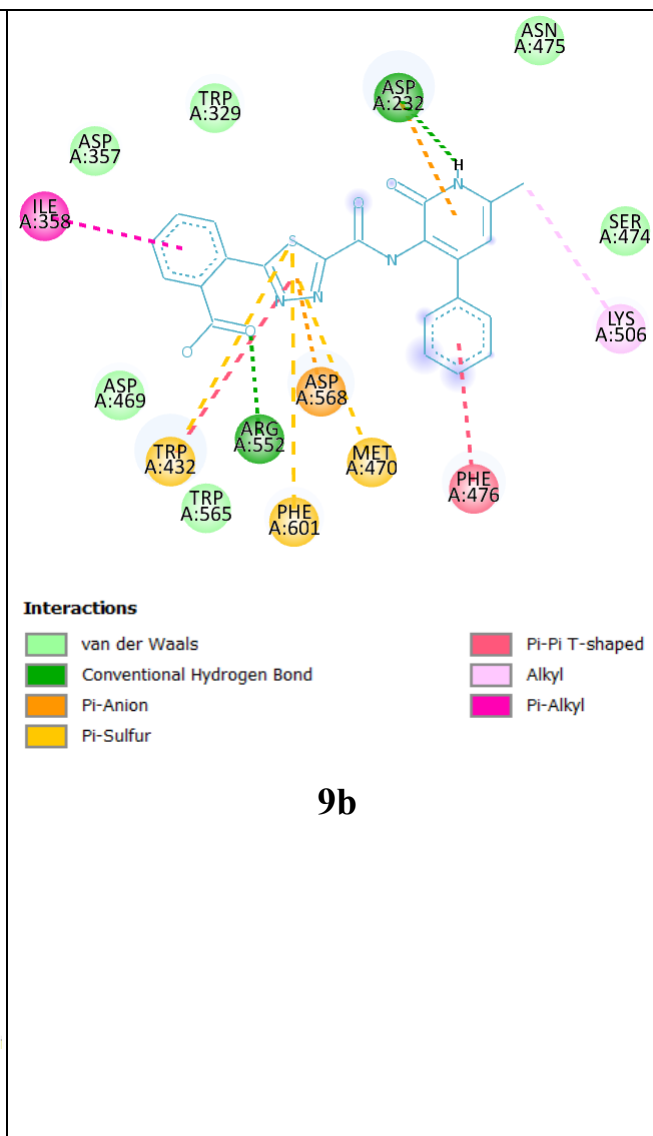 ASN
A:475
ASP
A:232
TRP
A:329
ASP
A:357
H
ILE
A:358
O
N
O
SER
A:474
S
N
N
N
LYS
A:506
O
O
ASP
A:469
ASP
A:568
ARG
A:552
MET
A:470
TRP
A:432
PHE
A:476
TRP
A:565
PHE
A:601
Interactions
van der Waals
Conventional Hydrogen Bond
Pi-Anion
Pi-Sulfur
Pi-Pi T-shaped
Alkyl
Pi-Alkyl
9b